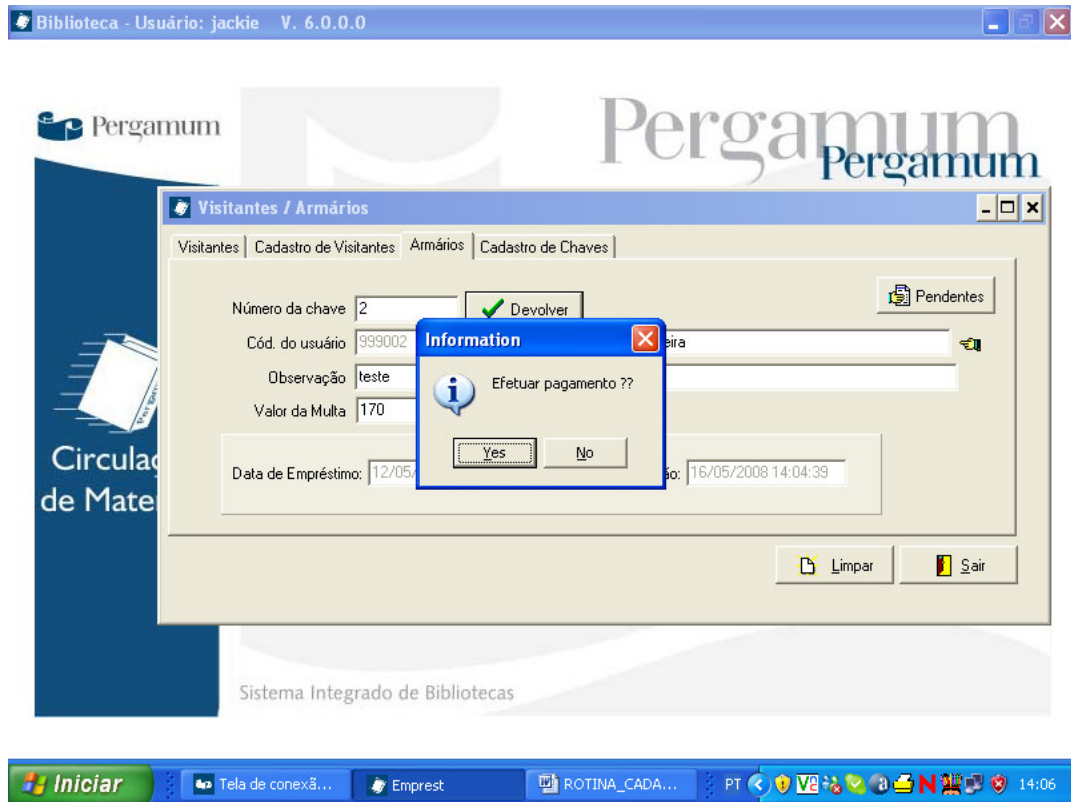 Biblioteca - Usuário: jackie V. 6.0.0.0
Pergamum
Pergamum
Pergamum
Visitantes / Armários
Visitantes Cadastro de Visitantes Armários Cadastro de Chaves
Pendentes
Número da chave 2 Devolver
Cód. do usuário 999002 eira
Observação teste
Valor da Multa 170
Data de Empréstimo: 12/05/ ão: 16/05/2008 14:04:39
Information
Efetuar pagamento ??
Yes No
Limpar Sair
Circulaç
de Mate
Sistema Integrado de Bibliotecas
Iniciar Tela de conexã... Emprest ROTINA_CADA... PT 14:06